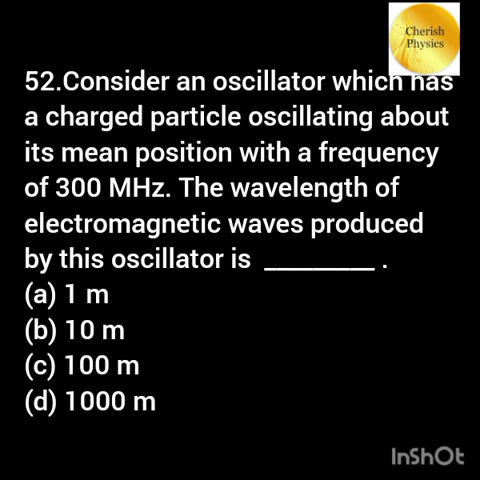 Cherish
Physics
52.Consider an oscillator which has
a charged particle oscillating about
its mean position with a frequency
of 300 MHz. The wavelength of
electromagnetic waves produced
by this oscillator is __________ .
(a) 1 m
(b) 10 m
(c) 100 m
(d) 1000 m
InShOt